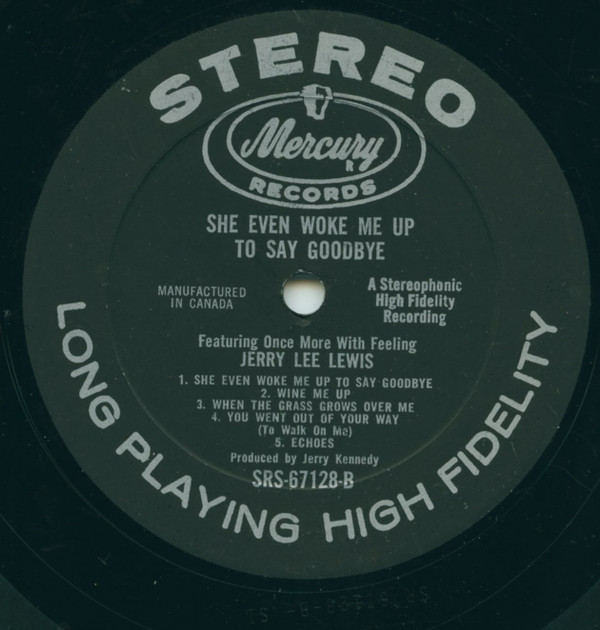 STEREO
Mercury
R
RECORDS
SHE EVEN WOKE ME UP
TO SAY GOODBYE
MANUFACTURED
IN CANADA
A Stereophonic
High Fidelity
Recording
Featuring Once More With Feeling
JERRY LEE LEWIS
1. SHE EVEN WOKE ME UP TO SAY GOODBYE
2. WINE ME UP
3. WHEN THE GRASS GROWS OVER ME
4. YOU WENT OUT OF YOUR WAY
(To Walk On Me)
5. ECHOES
Produced by Jerry Kennedy
SRS-67128-B
LONG PLAYING HIGH FIDELITY